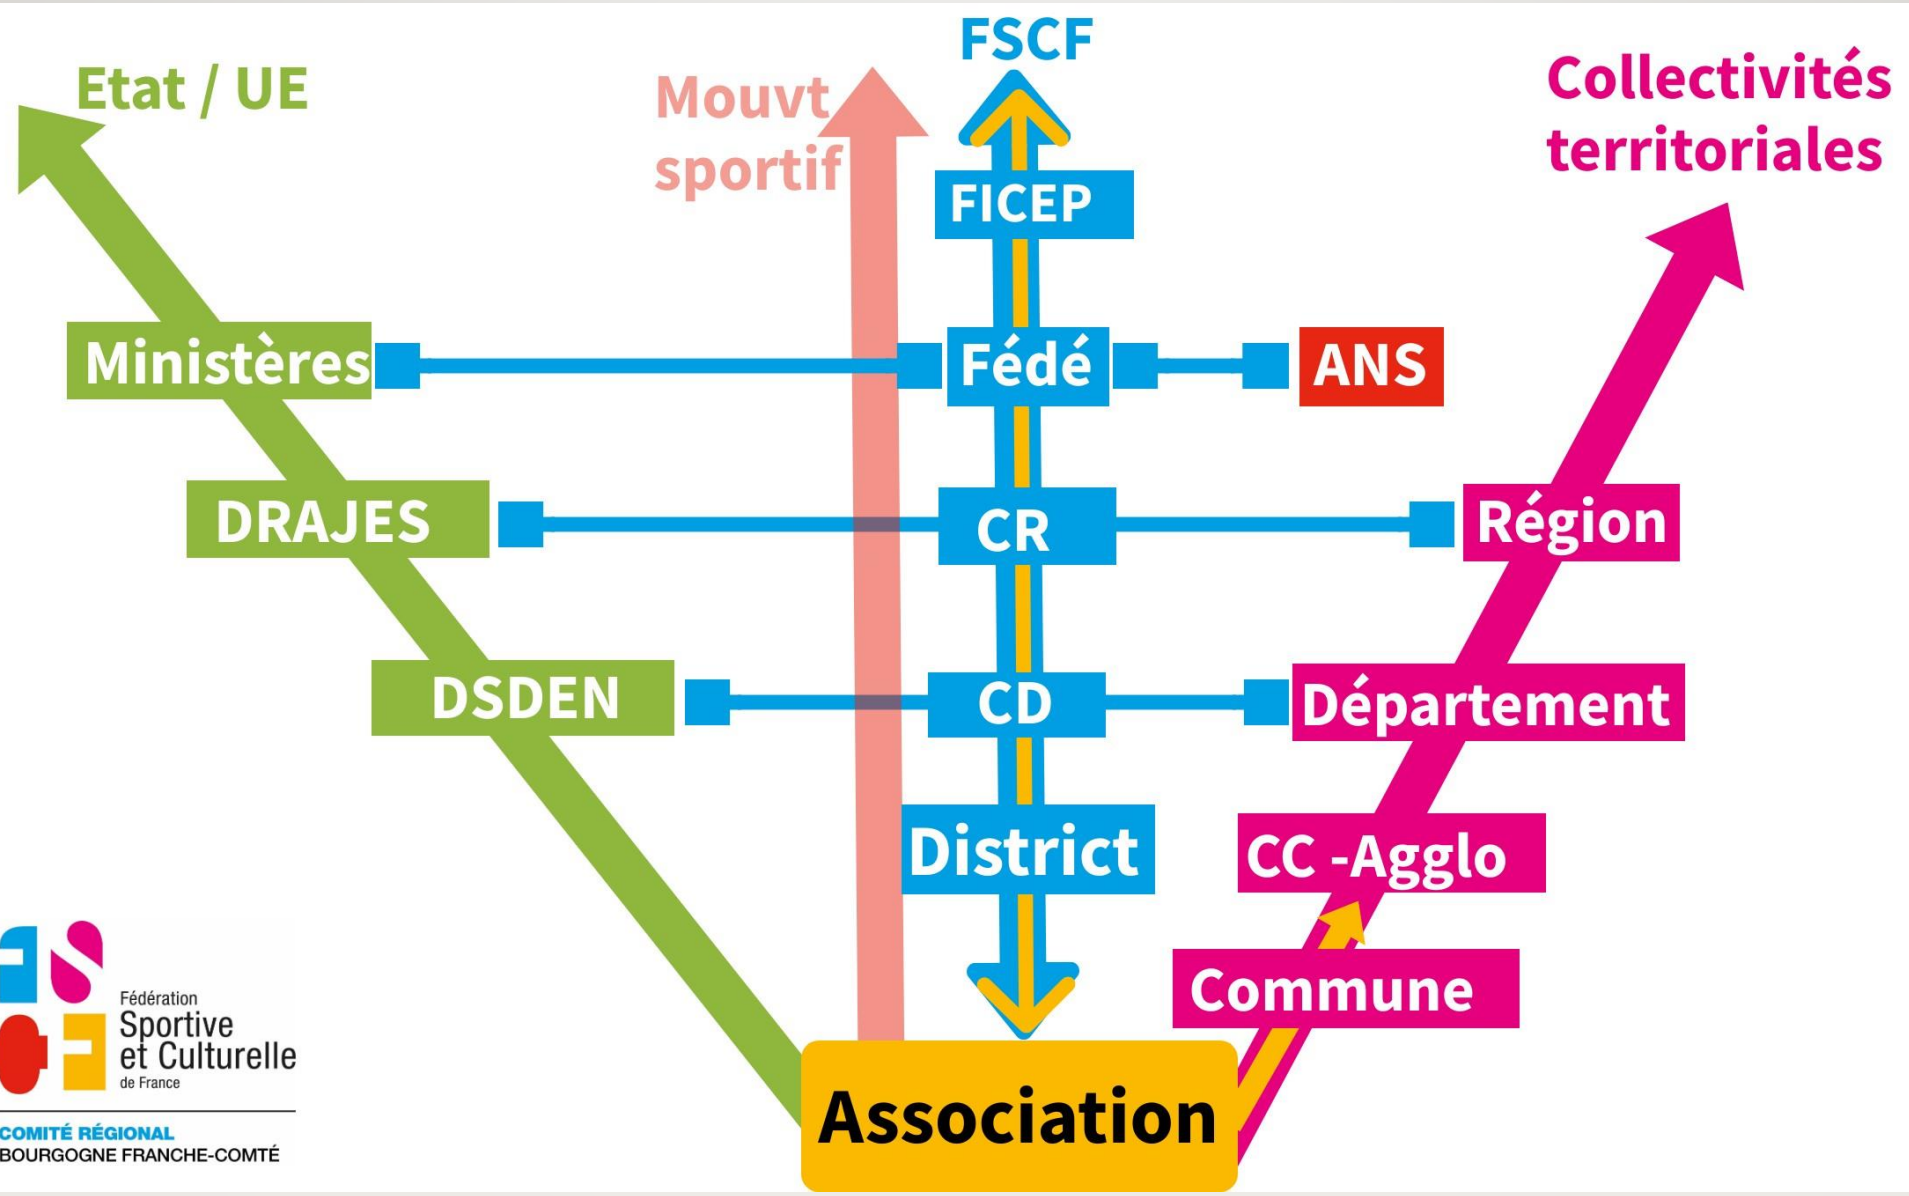 FSCF
Etat / UE
Mouvt
sportif
Collectivités
territoriales
FICEP
Ministères
Fédé
ANS
DRAJES
CR
Région
DSDEN
CD
Département
District
CC -Agglo
Commune
Association
Fédération
Sportive
et Culturelle
de France
COMITÉ RÉGIONAL
BOURGOGNE FRANCHE-COMTÉ